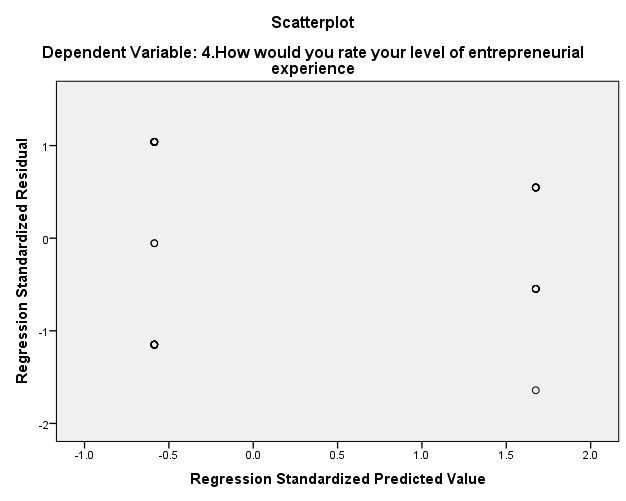 Scatterplot
Dependent Variable: 4.How would you rate your level of entrepreneurial
experience
Regression Standardized Residual
1
0
-1
-2
-1.0 -0.5 0.0 0.5 1.0 1.5 2.0
Regression Standardized Predicted Value